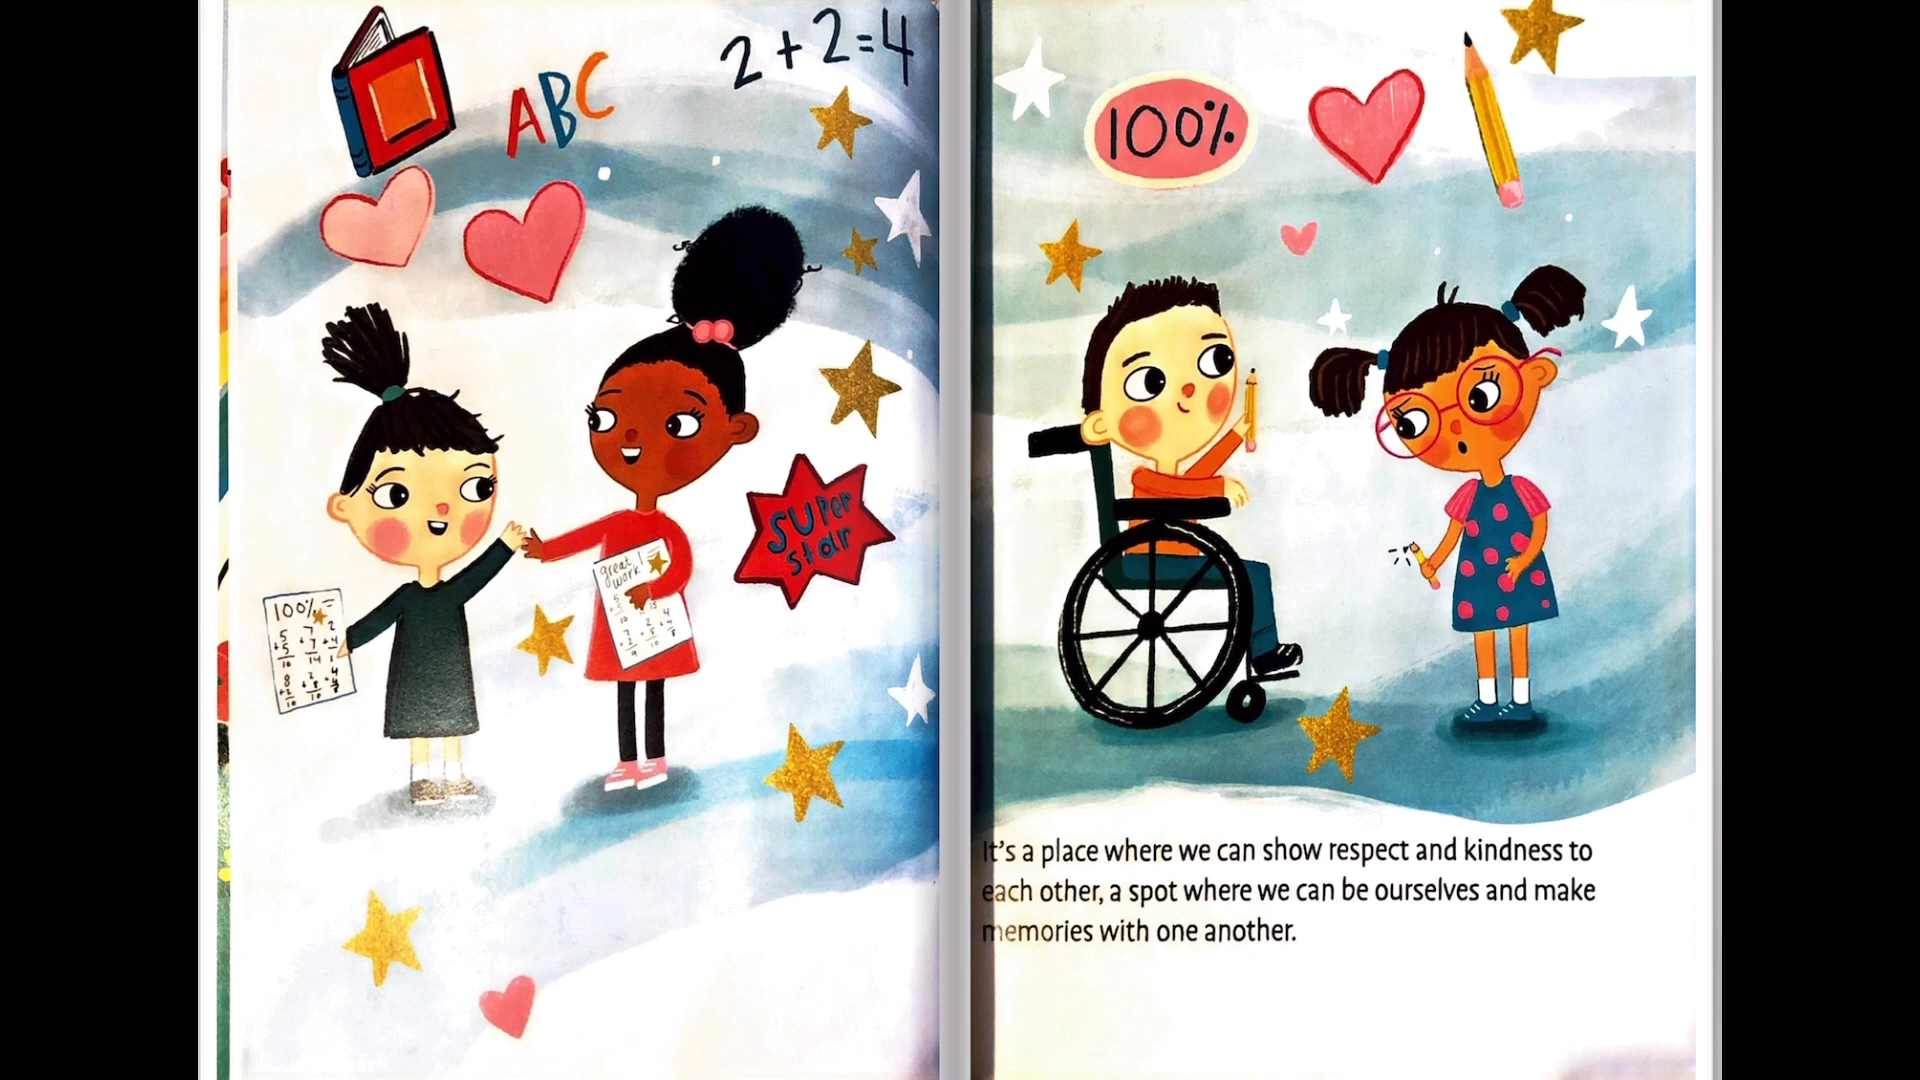 2+2=4
ABC
super
star
100%
great
work
100%
It's a place where we can show respect and kindness to
each other, a spot where we can be ourselves and make
memories with one another.